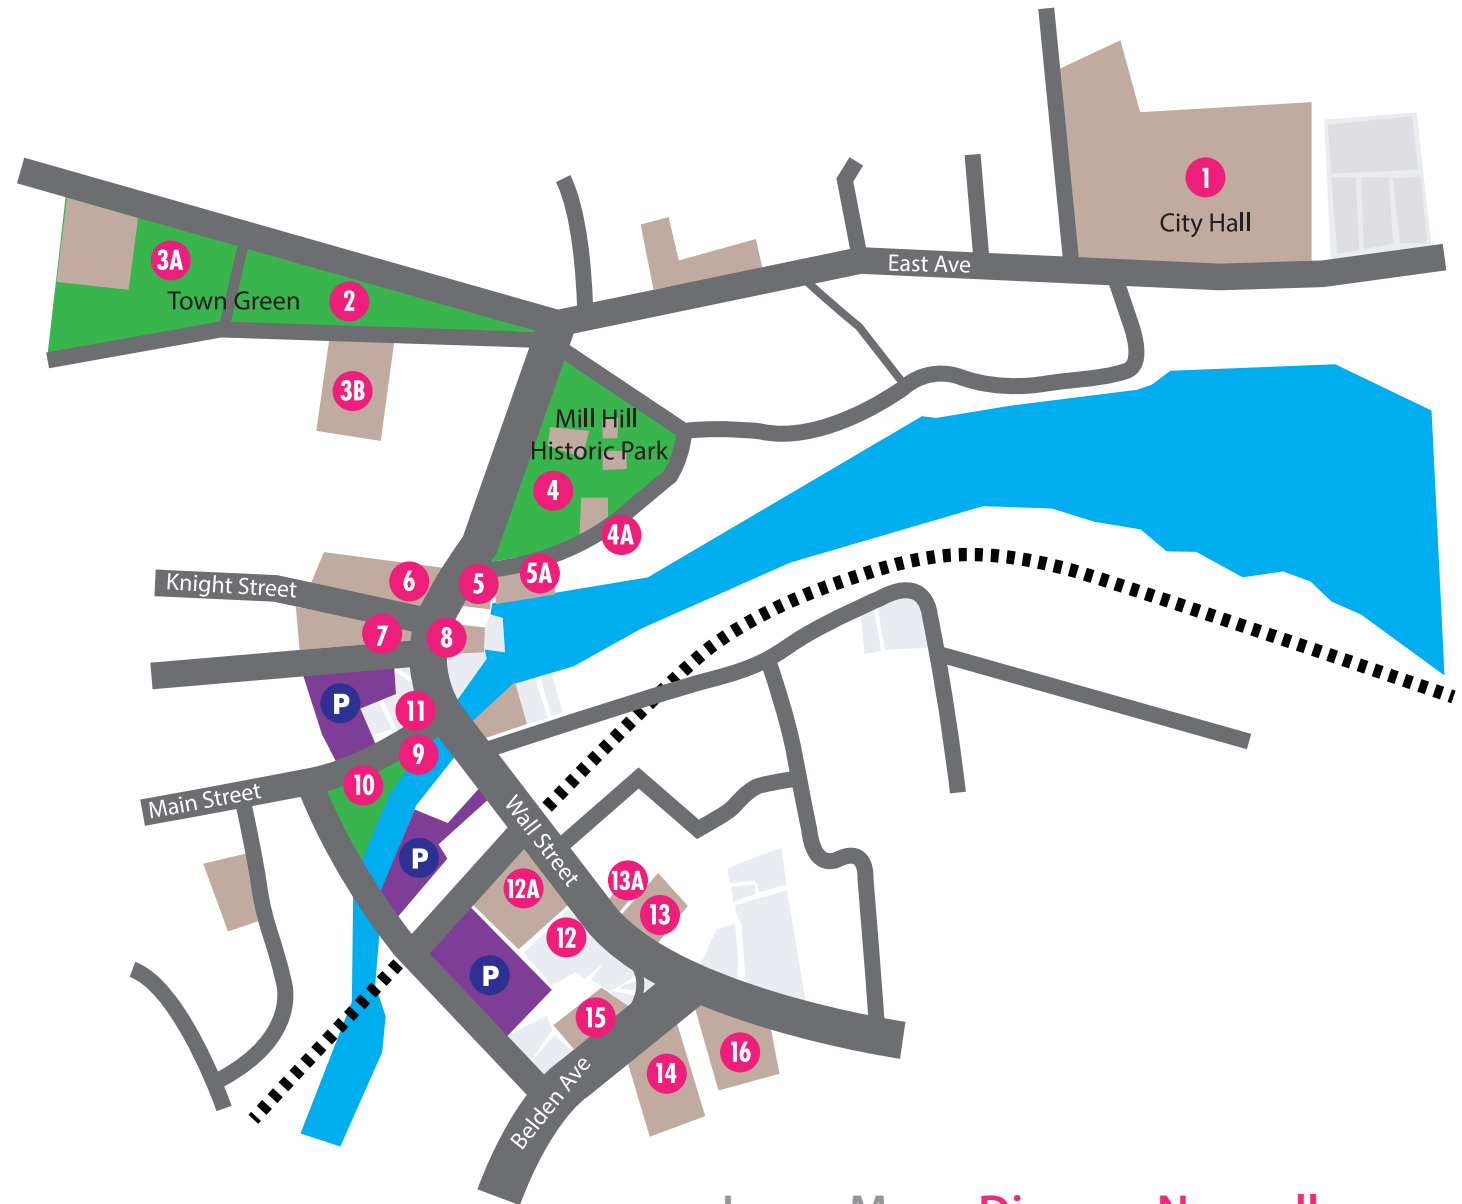 1
City Hall
East Ave
3A
Town Green
2
3B
Mill Hill
Historic Park
4
4A
5A
5
6
Knight Street
7
8
P
11
9
10
Main Street
Wall Street
P
12A
13A
13
12
P
15
14
16
Belden Ave